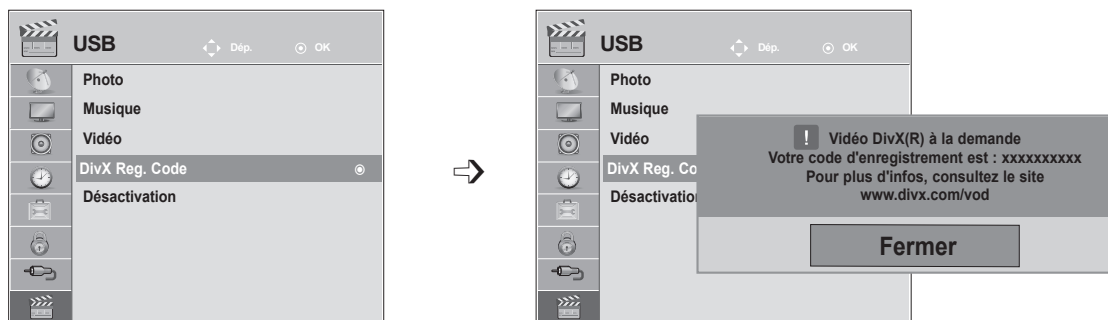 USB Dép. OK
Photo
Musique
Vidéo
DivX Reg. Code
Désactivation
USB Dép. OK
Photo
Musique
Vidéo
DivX Reg. Co
Désactivation
! Vidéo DivX(R) à la demande
Votre code d'enregistrement est : xxxxxxxxxx
Pour plus d'infos, consultez le site
www.divx.com/vod
Fermer